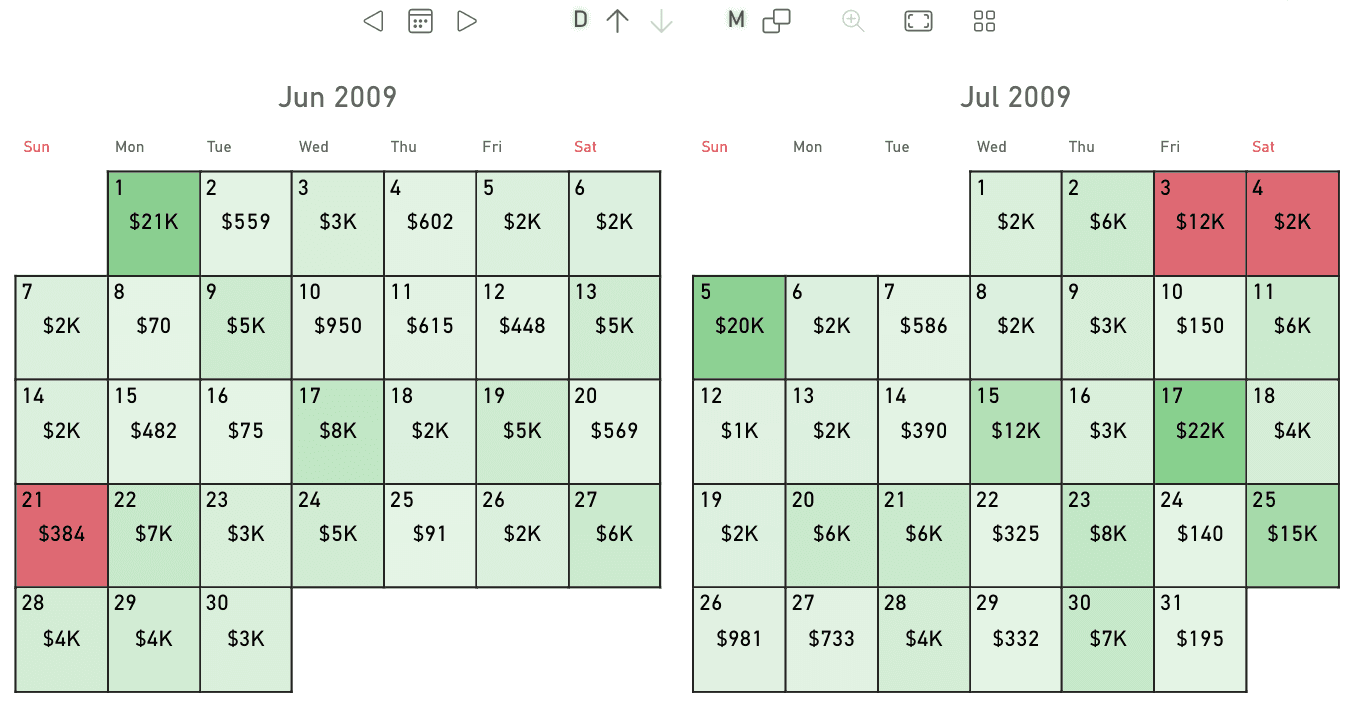 D M
Jun 2009
Sun Mon Tue Wed Thu Fri Sat
1 2 3 4 5 6
$21K $559 $3K $602 $2K $2K
7 8 9 10 11 12 13
$2K $70 $5K $950 $615 $448 $5K
14 15 16 17 18 19 20
$2K $482 $75 $8K $2K $5K $569
21 22 23 24 25 26 27
$384 $7K $3K $5K $91 $2K $6K
28 29 30
$4K $4K $3K
Jul 2009
Sun Mon Tue Wed Thu Fri Sat
1 2 3 4
$2K $6K $12K $2K
5 6 7 8 9 10 11
$20K $2K $586 $2K $3K $150 $6K
12 13 14 15 16 17 18
$1K $2K $390 $12K $3K $22K $4K
19 20 21 22 23 24 25
$2K $6K $6K $325 $8K $140 $15K
26 27 28 29 30 31
$981 $733 $4K $332 $7K $195